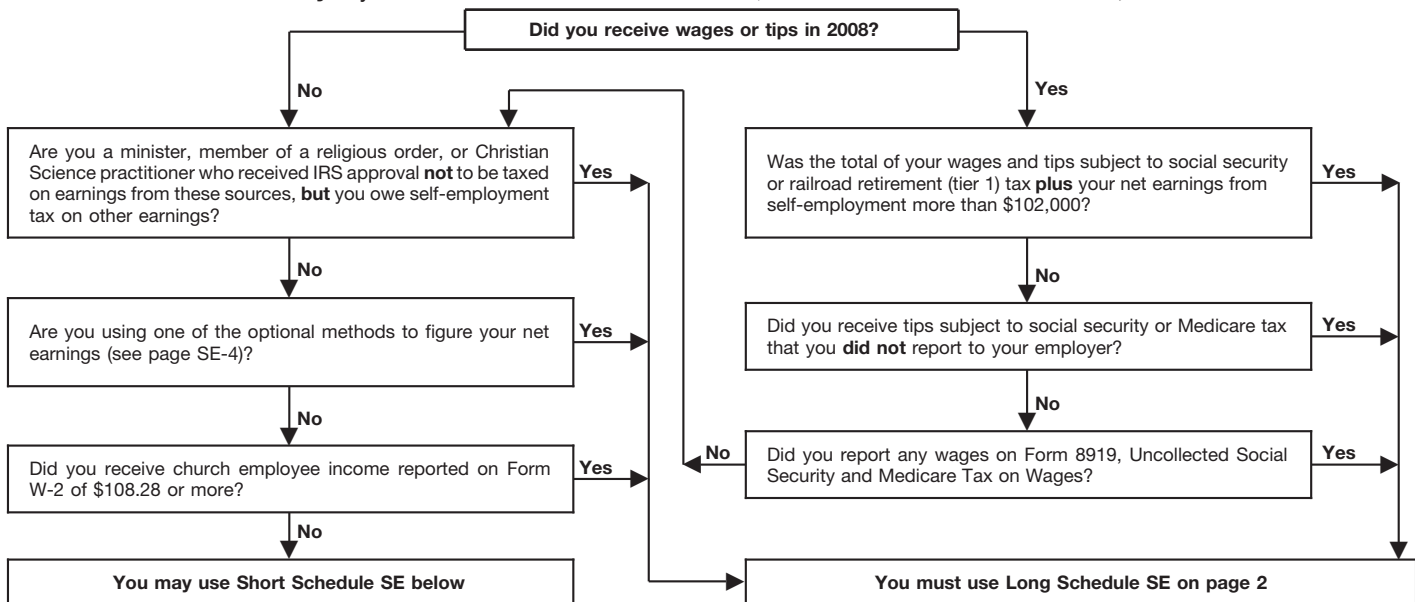 Did you receive wages or tips in 2008?
No
Yes
Are you a minister, member of a religious order, or Christian
Science practitioner who received IRS approval not to be taxed
on earnings from these sources, but you owe self-employment
tax on other earnings?
Yes
Was the total of your wages and tips subject to social security
or railroad retirement (tier 1) tax plus your net earnings from
self-employment more than $102,000?
Yes
No
No
Are you using one of the optional methods to figure your net
earnings (see page SE-4)?
Yes
Did you receive tips subject to social security or Medicare tax
that you did not report to your employer?
Yes
No
No
Did you receive church employee income reported on Form
W-2 of $108.28 or more?
Yes
No
Did you report any wages on Form 8919, Uncollected Social
Security and Medicare Tax on Wages?
Yes
No
You may use Short Schedule SE below
You must use Long Schedule SE on page 2